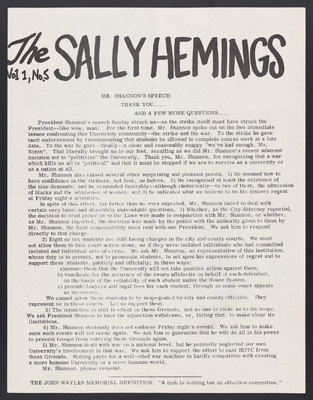 The SALLY HEMINGS
Vol 1, No. 5
MR. SHANNON'S SPEECH.
THANK YOU....
AND A FEW MORE QUESTIONS....
President Shannon's speech Sunday struck us--as the strike itself must have struck the
President--like wow, man! For the first time, Mr. Shannon spoke out on the two immediate
issues confronting this University community--the strike and the war. To the strike he gave
tacit endorsement by recommending that students be allowed to complete course work at a late
date. To the war he gave--finally--a clear and reasonably snappy "we've had enough, Mr.
Nixon". That literally brought us to our feet, recalling as we did Mr. Shannon's recent adamant
decision not to "politicize" the University. Thank you, Mr. Shannon, for recognizing that a war
which kills us all is "political" and that it must be stopped if we are to survive as a university or
as a nation at all.
Mr. Shannon also raised several other surprising and pleasant points. 1) He seemed now to
have confidence in the strikers, not fear, as before. 2) He recognized at least the existence of
the nine demands, and he responded favorably--although rhetorically--to two of them, the admission
of blacks and the admission of women, and 3) indicated what we believe to be his sincere regrets
at Friday night's activities.
In spite of this effort, far better than we ever expected, Mr. Shannon failed to deal with
certain very basic and absolutely unavoidable questions. 1) Whether, as the City Attorney reported,
the decision to send police on to the Lawn was made in conjunction with Mr. Shannon, or whether,
as Mr. Shannon reported, the decision was made by the police with the authority given to them by
Mr. Shannon, the final responsibility must rest with our President. We ask him to respond
directly to that charge.
2) Eight or ten students are still facing charges in the city and county courts. We must
not allow them to face court action alone, as if they were isolated individuals who had committed
isolated and individual crimes. We call on Mr. Shannon, as representative of this institution,
whose duty is to protect, not to prosecute students, to act upon his expressions of regret and to
support those students, publicly and officially, in these ways:
a) assure them that the University will not take punitive action against them.
b) vouchsafe for the accuracy of the sworn affidavits on behalf of each defendant,
on the basis of the reliability of each student under the Honor System.
c) provide lawyers and legal fees for each student, through as many court appeals
as necessary.
We cannot allow these students to be scapegoated by city and county officials. They
represent us in those courts. Let us support them.
3) The injunction is still in effect on these Grounds, and no one is clear as to the scope.
We ask President Shannon to have the injunction withdrawn, or, failing that, to make clear its
limitations.
4) Mr. Shannon obviously does not endorse Friday night's events. We ask him to make
sure such events will not occur again. We ask him to guarantee that he will do all in his power
to prevent troops from entering these Grounds again.
5) Mr. Shannon dealt with war on a national level, but he pointedly neglected our own
University's involvement in that war. We ask him to support the effort to oust ROTC from
these Grounds. Making parts for a well-oiled war machine is hardly compatible with creating
a more humane University or a more humane world.
Mr. Shannon, please respond.
THE JOHN WAYLES MEMORIAL DEFINITION: "A mob is nothing but an effective committee."